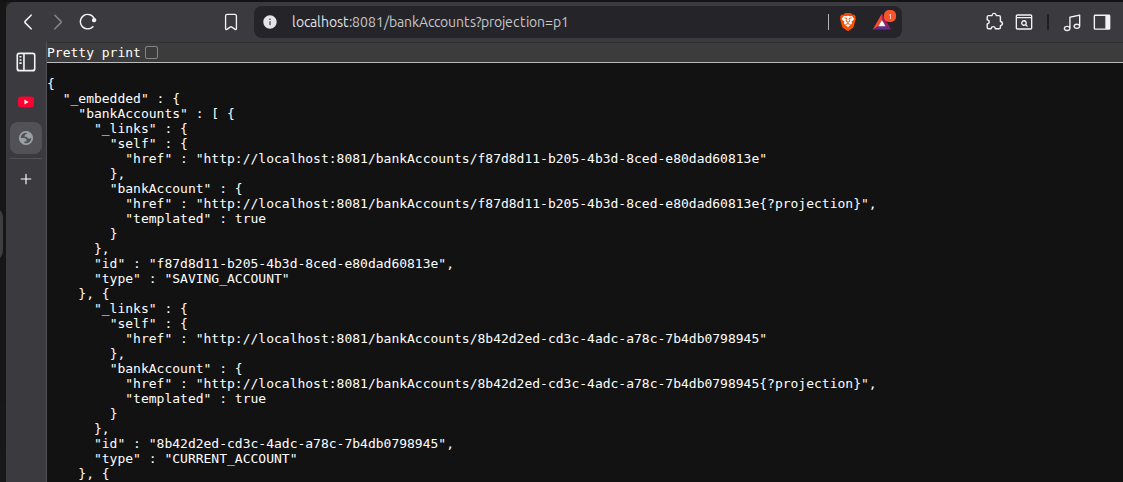 localhost:8081/bankAccounts?projection=p1
1
Pretty print
{
  "_embedded" : {
    "bankAccounts" : [ {
      "_links" : {
        "self" : {
          "href" : "http://localhost:8081/bankAccounts/f87d8d11-b205-4b3d-8ced-e80dad60813e"
        },
        "bankAccount" : {
          "href" : "http://localhost:8081/bankAccounts/f87d8d11-b205-4b3d-8ced-e80dad60813e{?projection}",
          "templated" : true
        }
      },
      "id" : "f87d8d11-b205-4b3d-8ced-e80dad60813e",
      "type" : "SAVING_ACCOUNT"
    }, {
      "_links" : {
        "self" : {
          "href" : "http://localhost:8081/bankAccounts/8b42d2ed-cd3c-4adc-a78c-7b4db0798945"
        },
        "bankAccount" : {
          "href" : "http://localhost:8081/bankAccounts/8b42d2ed-cd3c-4adc-a78c-7b4db0798945{?projection}",
          "templated" : true
        }
      },
      "id" : "8b42d2ed-cd3c-4adc-a78c-7b4db0798945",
      "type" : "CURRENT_ACCOUNT"
    }, {